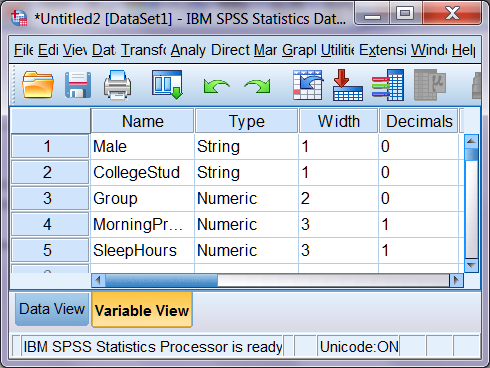 *Untitled2 [DataSet1] - IBM SPSS Statistics Dat...
File Edi Viev Dat Transfo Analy Direct Mar Grapl Utilitie Extensi Windo Help
Name Type Width Decimals
1 Male String 1 0
2 CollegeStud String 1 0
3 Group Numeric 2 0
4 MorningPr... Numeric 3 1
5 SleepHours Numeric 3 1
Data View Variable View
IBM SPSS Statistics Processor is ready Unicode:ON